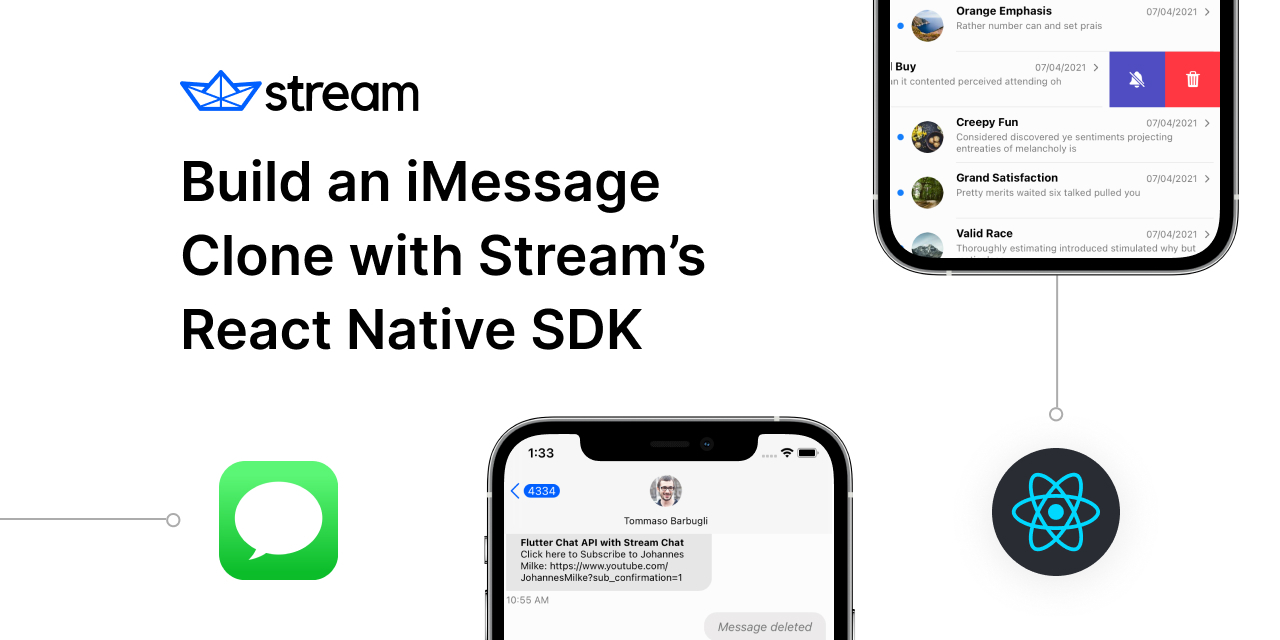 stream
Build an iMessage
Clone with Stream’s
React Native SDK
Orange Emphasis 07/04/2021
Rather number can and set prais
Buy 07/04/2021
it contented perceived attending oh
Creepy Fun 07/04/2021
Considered discovered ye sentiments projecting
entreaties of melancholy is
Grand Satisfaction 07/04/2021
Pretty merits waited six talked pulled you
Valid Race 07/04/2021
Thoroughly estimating introduced stimulated why but
1:33
4334
Tommaso Barbugli
Flutter Chat API with Stream Chat
Click here to Subscribe to Johannes
Milke: https://www.youtube.com/
JohannesMilke?sub_confirmation=1
10:55 AM
Message deleted